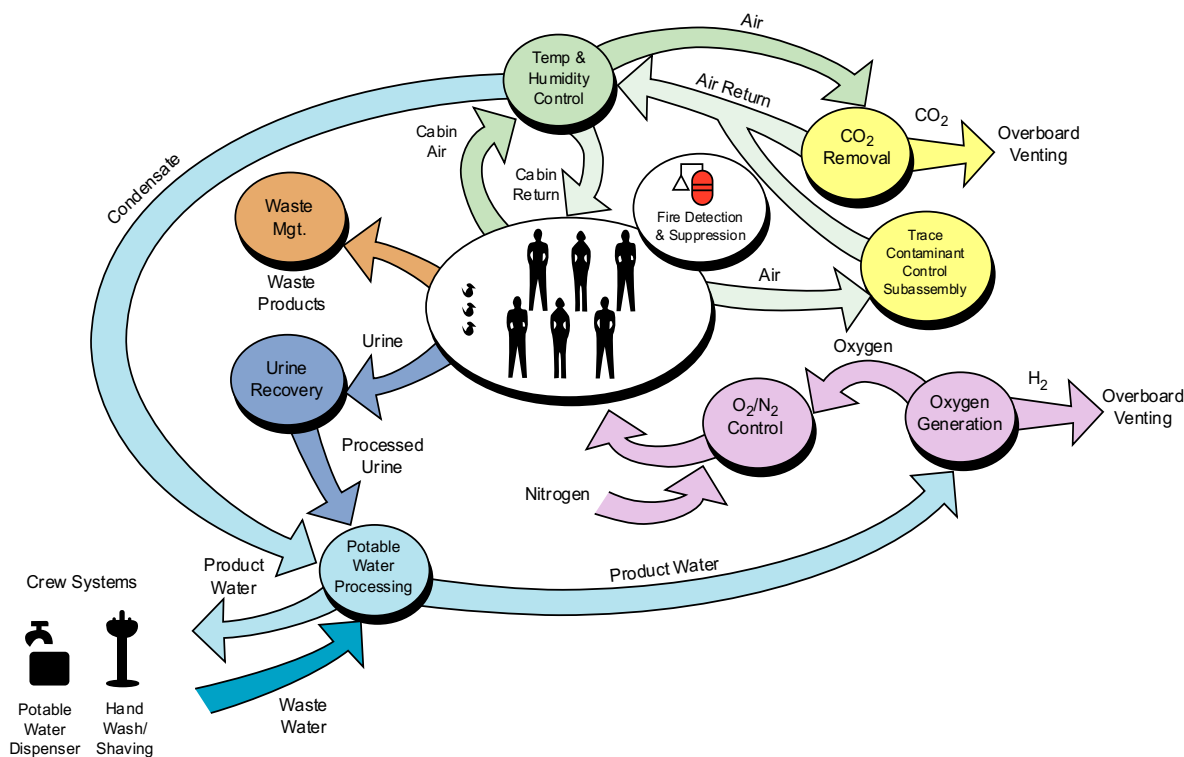 Air
Temp &
Humidity
Control
Air Return
CO₂
Overboard
Venting
CO₂
Removal
Cabin
Air
Cabin
Return
Condensate
Waste
Mgt.
Fire Detection
& Suppression
Trace
Contaminant
Control
Subassembly
Air
Waste
Products
Urine
Urine
Recovery
Oxygen
H₂
Overboard
Venting
O₂/N₂
Control
Oxygen
Generation
Processed
Urine
Nitrogen
Potable
Water
Processing
Product
Water
Product Water
Crew Systems
Waste
Water
Potable
Water
Dispenser
Hand
Wash/
Shaving